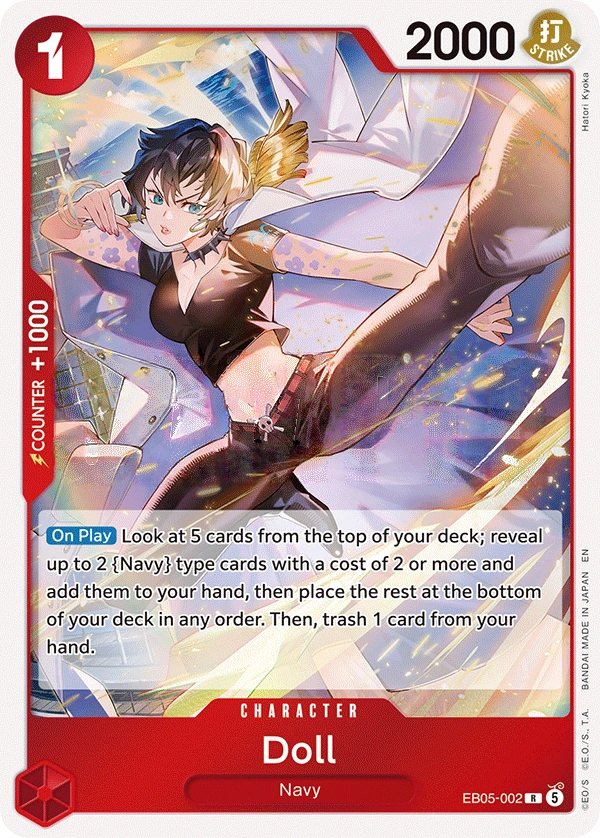 1
2000
打
STRIKE
Hatori Kyoka
COUNTER +1000
On Play Look at 5 cards from the top of your deck; reveal
up to 2 {Navy} type cards with a cost of 2 or more and
add them to your hand, then place the rest at the bottom
of your deck in any order. Then, trash 1 card from your
hand.
©EO/S ©E.O./S., T.A. BANDAI MADE IN JAPAN EN
CHARACTER
Doll
Navy
EB05-002 R 5